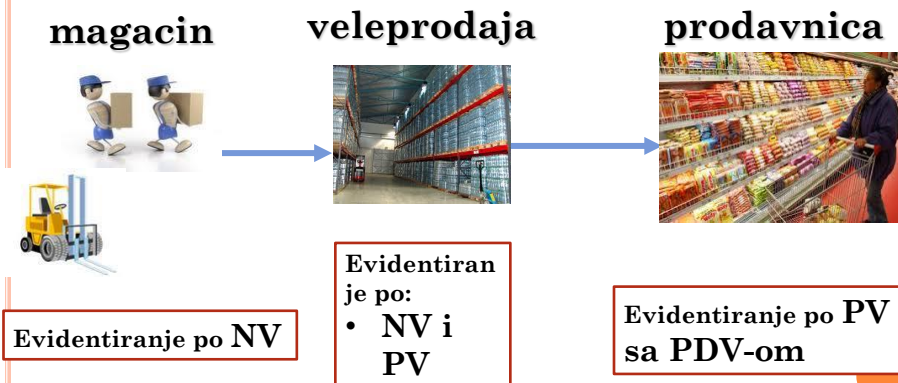 magacin
veleprodaja
prodavnica
Evidentiranje po NV
Evidentiran
je po:
• NV i
PV
Evidentiranje po PV
sa PDV-om